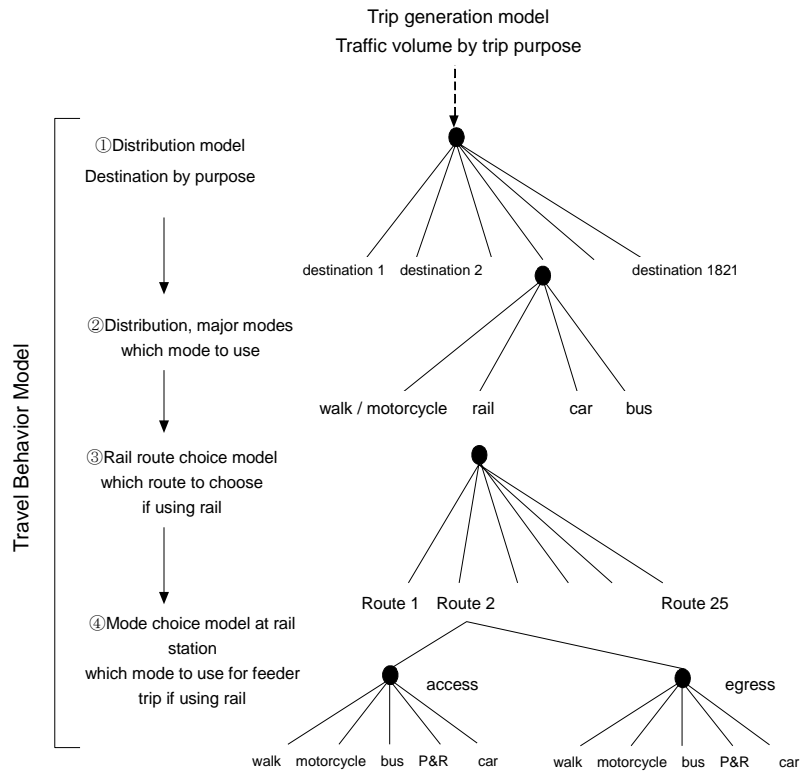 Trip generation model
Traffic volume by trip purpose
①Distribution model
Destination by purpose
destination 1 destination 2 destination 1821
②Distribution, major modes
which mode to use
walk / motorcycle rail car bus
③Rail route choice model
which route to choose
if using rail
Route 1 Route 2 Route 25
④Mode choice model at rail
station
which mode to use for feeder
trip if using rail
access egress
walk motorcycle bus P&R car walk motorcycle bus P&R car
Travel Behavior Model